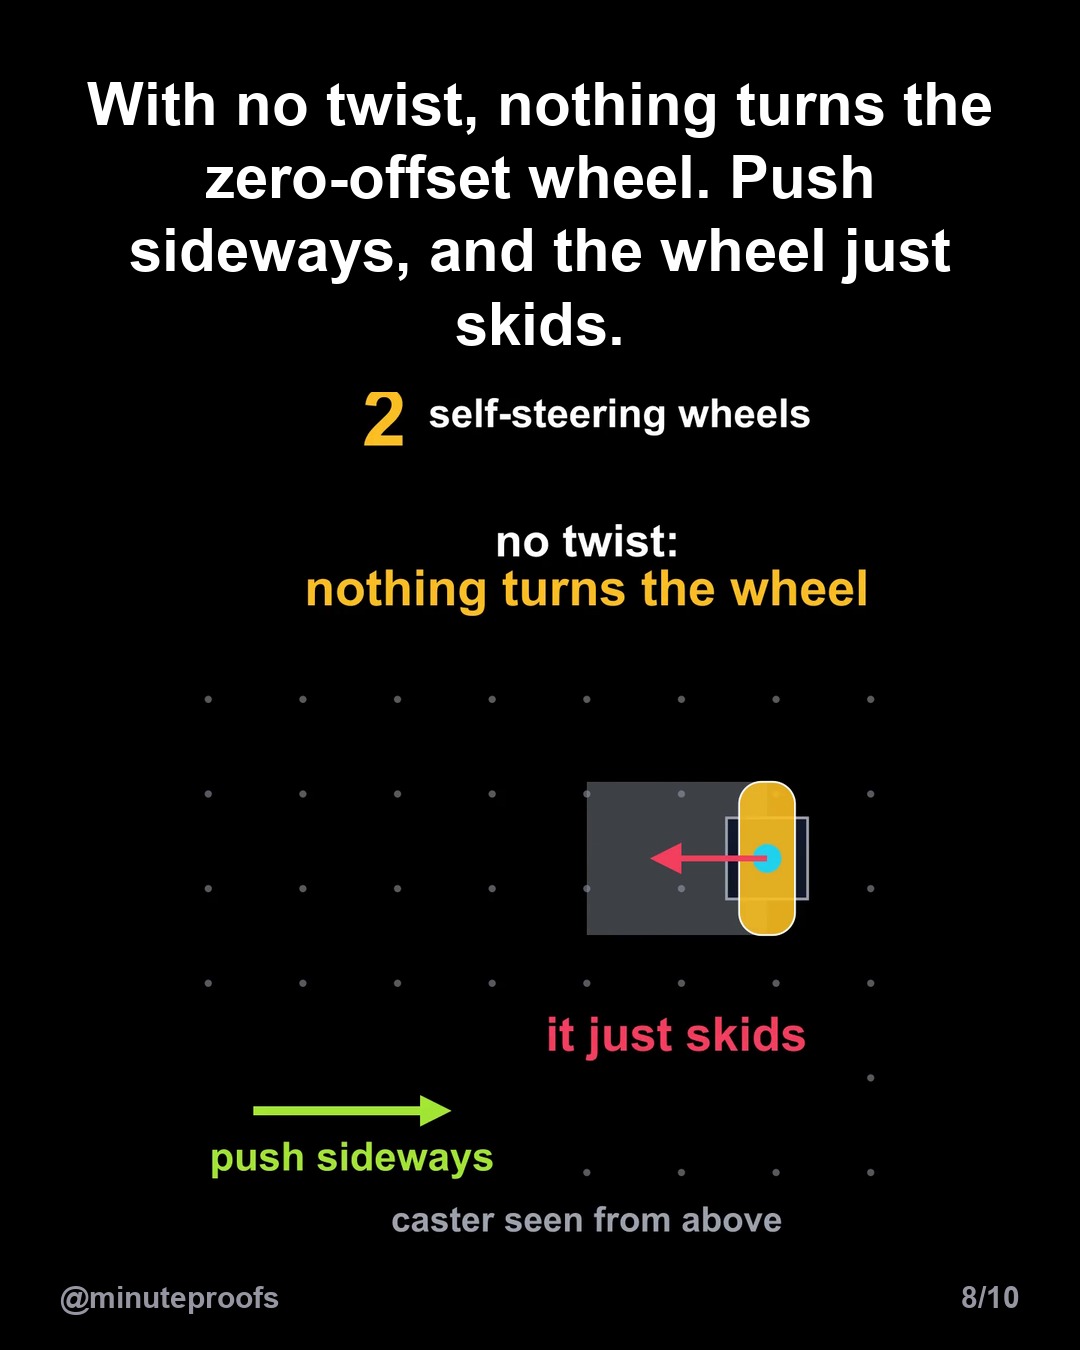 With no twist, nothing turns the
zero-offset wheel. Push
sideways, and the wheel just
skids.
2 self-steering wheels
no twist:
nothing turns the wheel
it just skids
push sideways
caster seen from above
@minuteproofs
8/10